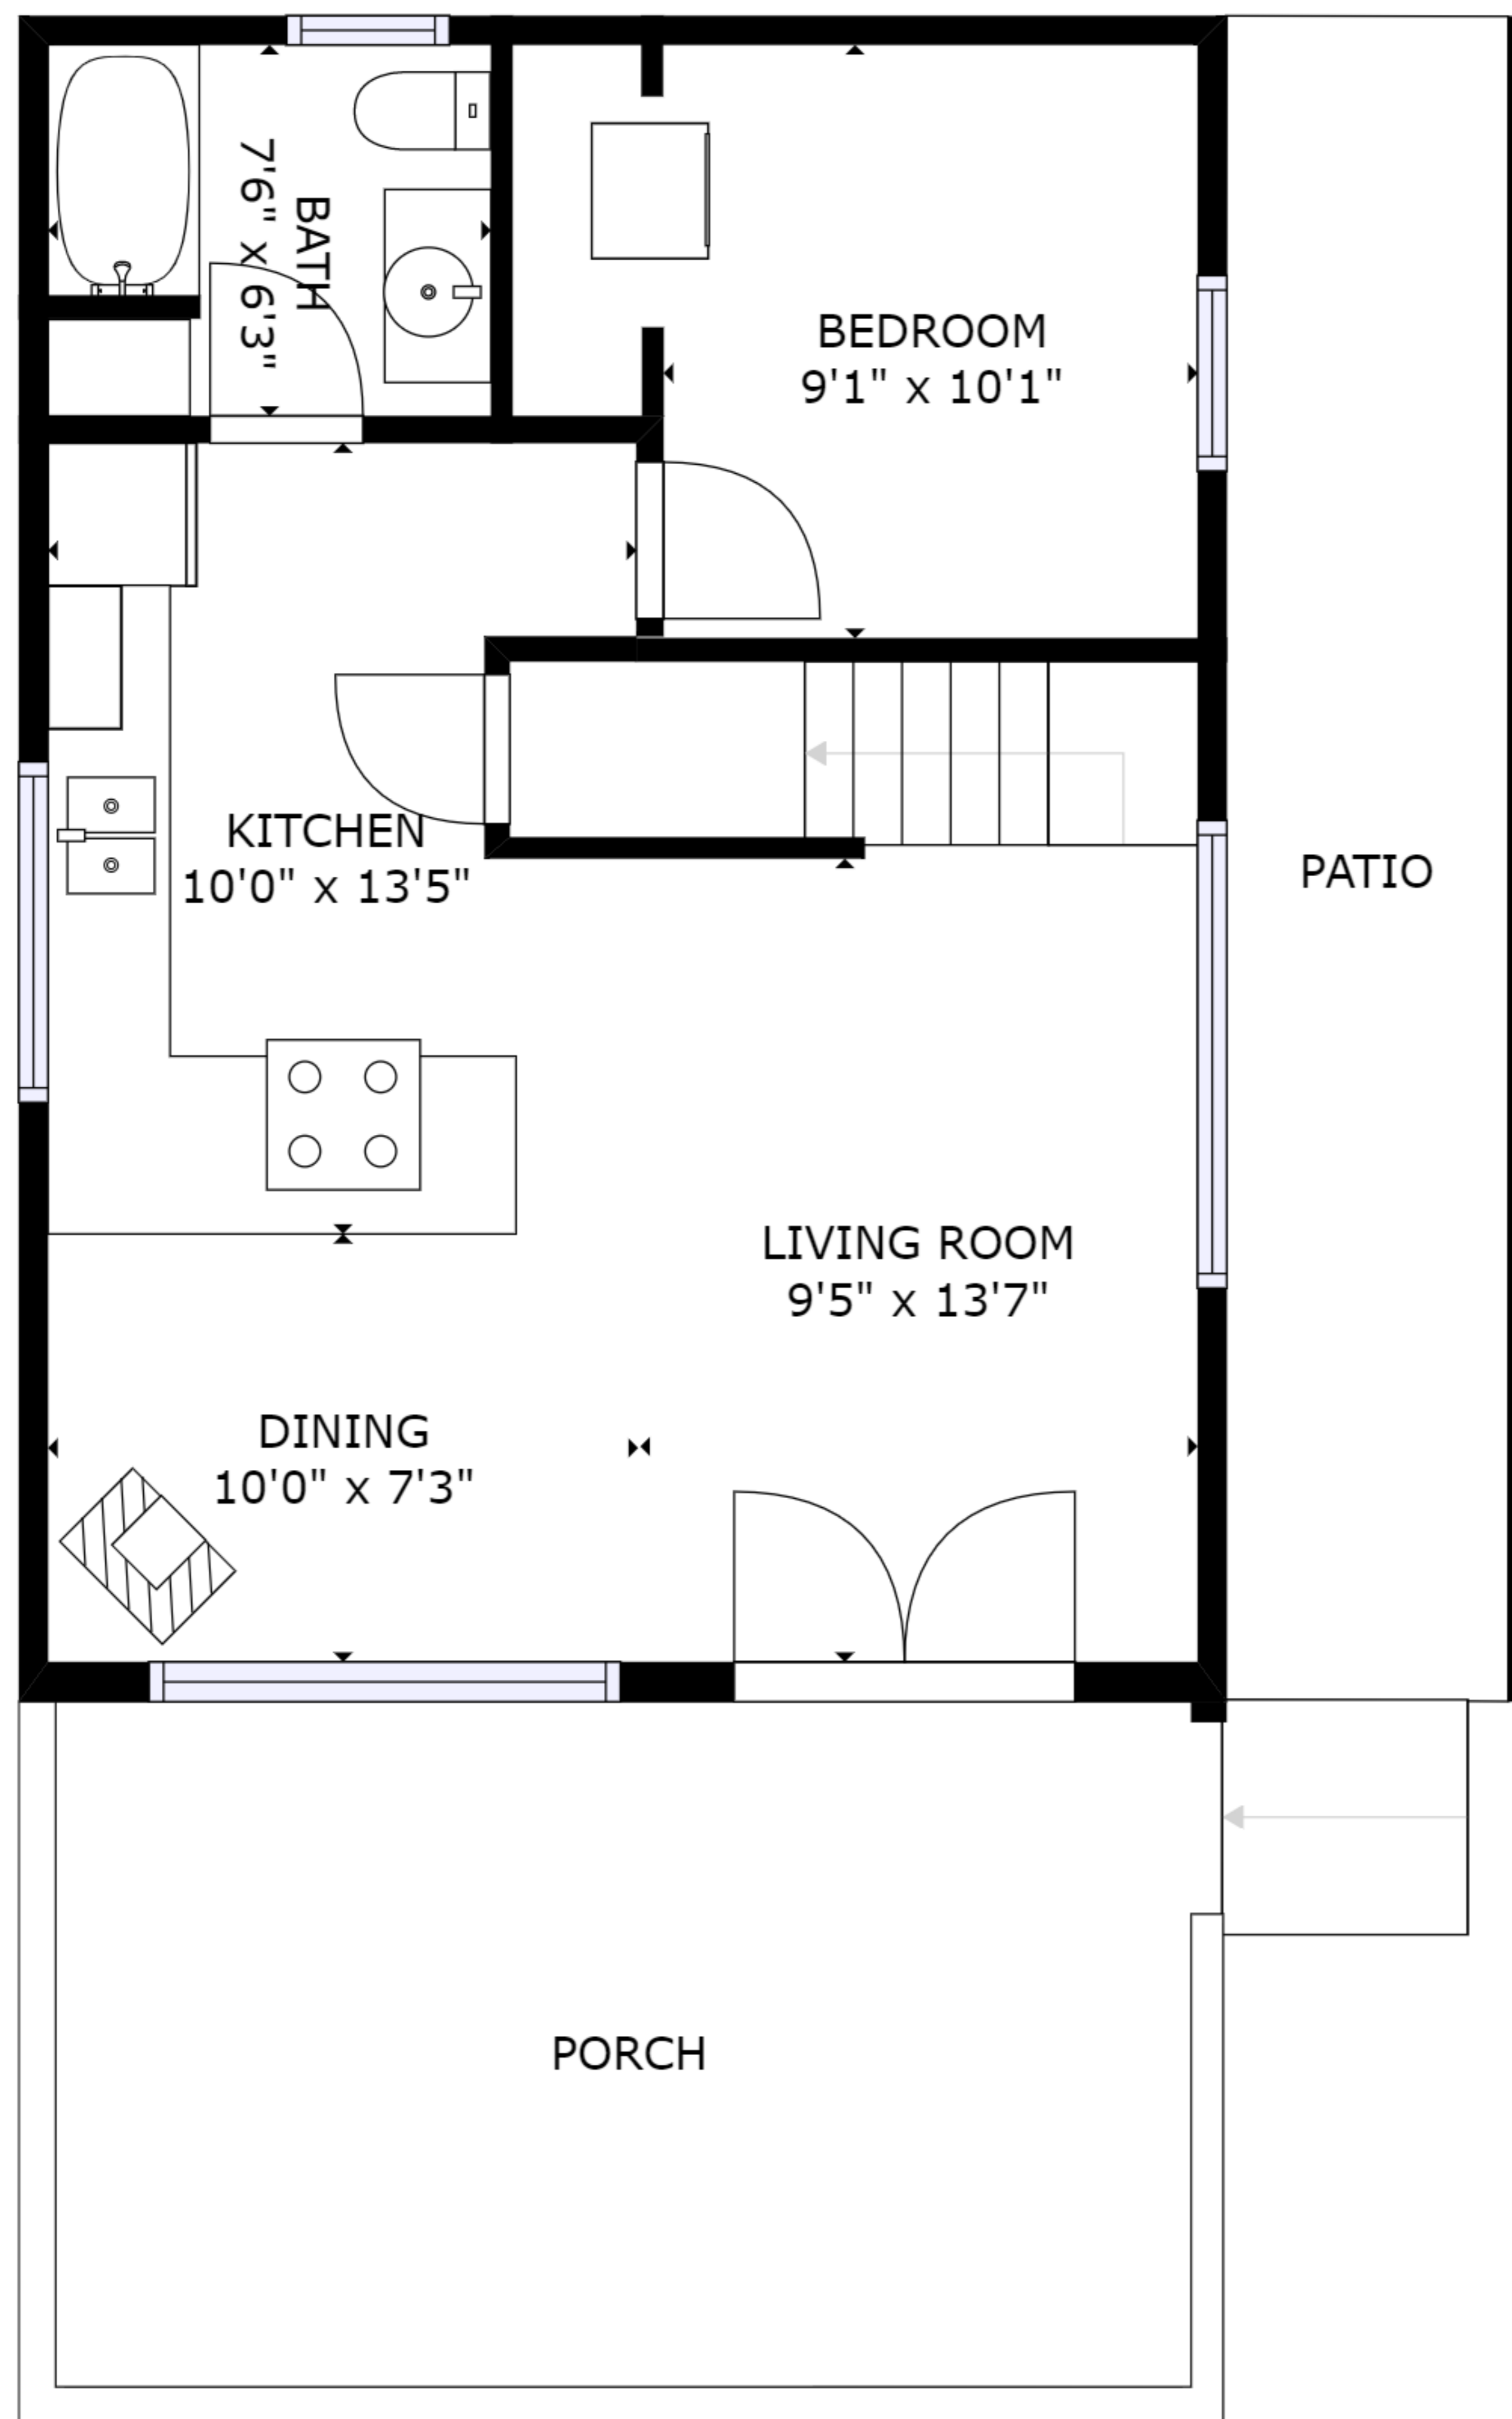 BATH
7'6" x 6'3"
BEDROOM
9'1" x 10'1"
KITCHEN
10'0" x 13'5"
PATIO
LIVING ROOM
9'5" x 13'7"
DINING
10'0" x 7'3"
PORCH